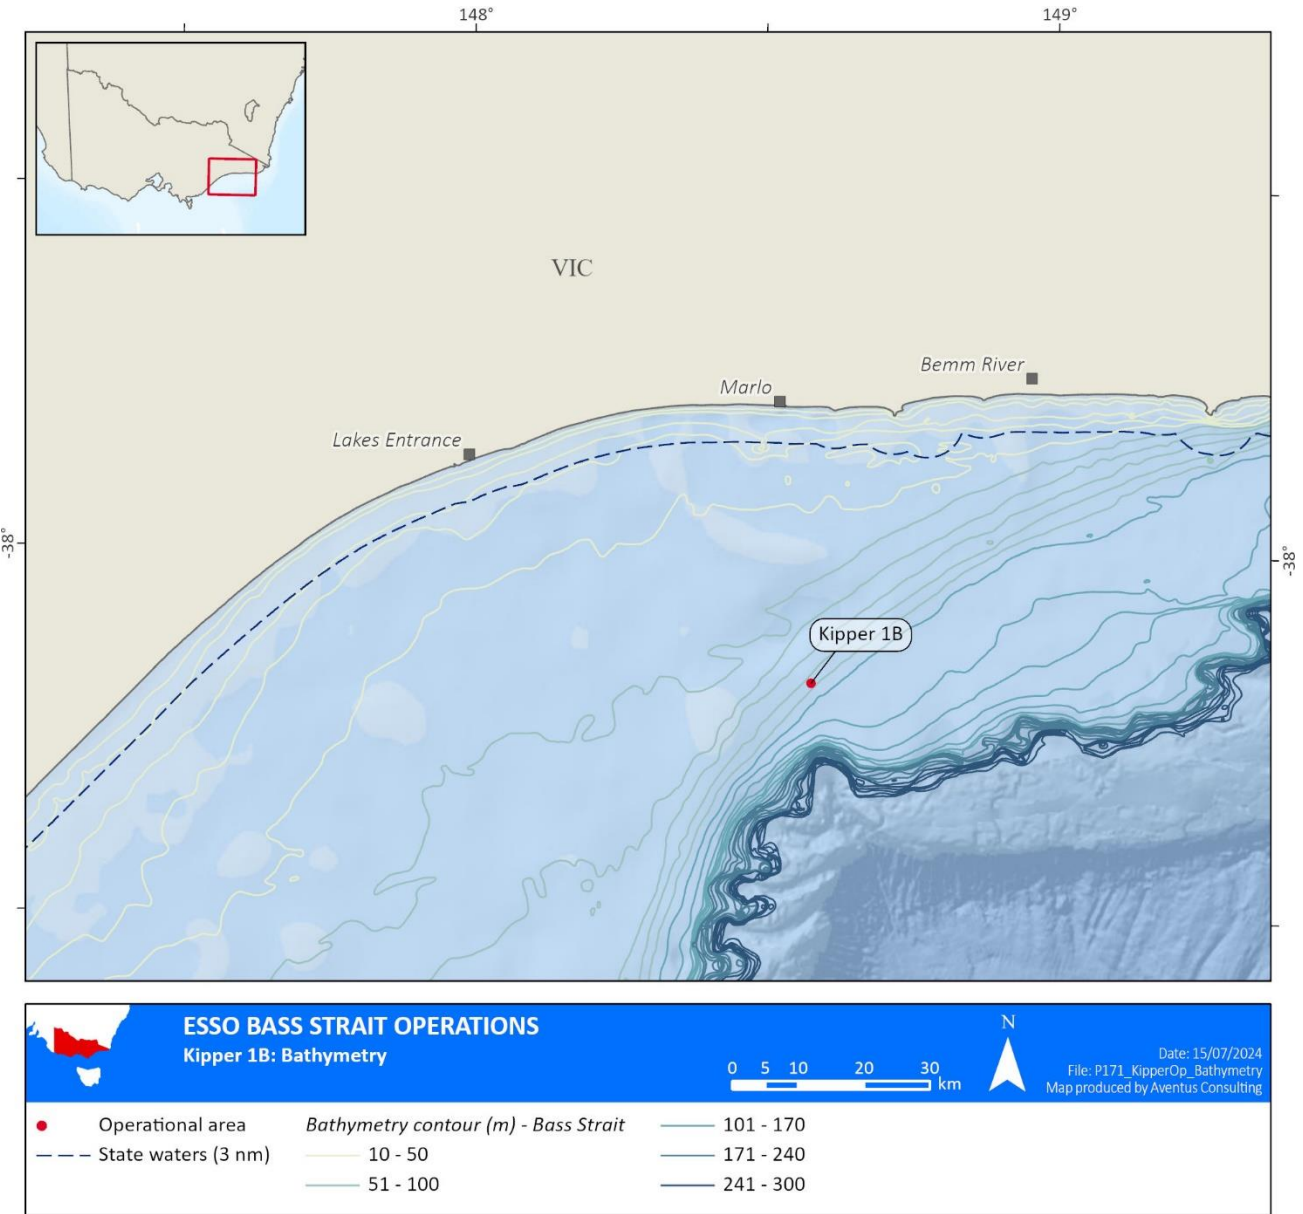 148°
149°
VIC
Bemm River
Marlo
Lakes Entrance
-38°
-38°
Kipper 1B
ESSO BASS STRAIT OPERATIONS
Kipper 1B: Bathymetry
0 5 10 20 30
km
N
Date: 15/07/2024
File: P171_KipperOp_Bathymetry
Map produced by Aventus Consulting
Operational area
State waters (3 nm)
Bathymetry contour (m) - Bass Strait
10 - 50
51 - 100
101 - 170
171 - 240
241 - 300